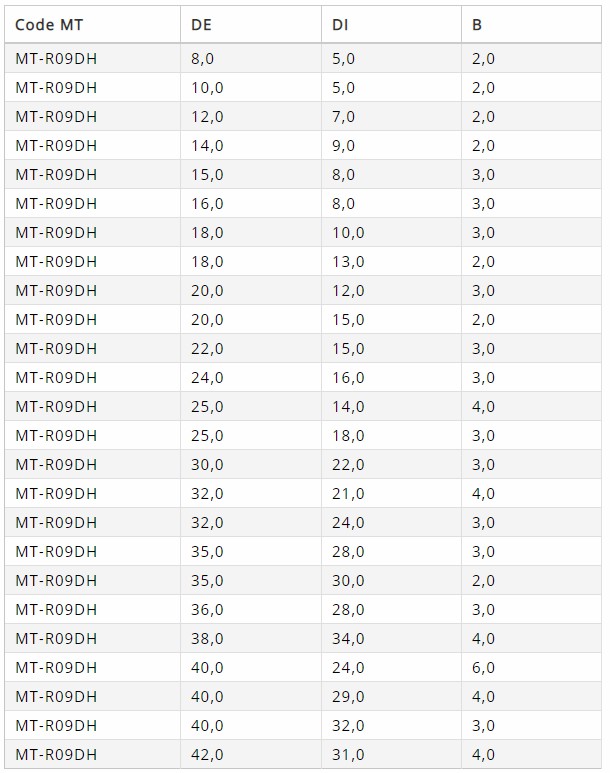 Code MT DE DI B
MT-R09DH 8,0 5,0 2,0
MT-R09DH 10,0 5,0 2,0
MT-R09DH 12,0 7,0 2,0
MT-R09DH 14,0 9,0 2,0
MT-R09DH 15,0 8,0 3,0
MT-R09DH 16,0 8,0 3,0
MT-R09DH 18,0 10,0 3,0
MT-R09DH 18,0 13,0 2,0
MT-R09DH 20,0 12,0 3,0
MT-R09DH 20,0 15,0 2,0
MT-R09DH 22,0 15,0 3,0
MT-R09DH 24,0 16,0 3,0
MT-R09DH 25,0 14,0 4,0
MT-R09DH 25,0 18,0 3,0
MT-R09DH 30,0 22,0 3,0
MT-R09DH 32,0 21,0 4,0
MT-R09DH 32,0 24,0 3,0
MT-R09DH 35,0 28,0 3,0
MT-R09DH 35,0 30,0 2,0
MT-R09DH 36,0 28,0 3,0
MT-R09DH 38,0 34,0 4,0
MT-R09DH 40,0 24,0 6,0
MT-R09DH 40,0 29,0 4,0
MT-R09DH 40,0 32,0 3,0
MT-R09DH 42,0 31,0 4,0